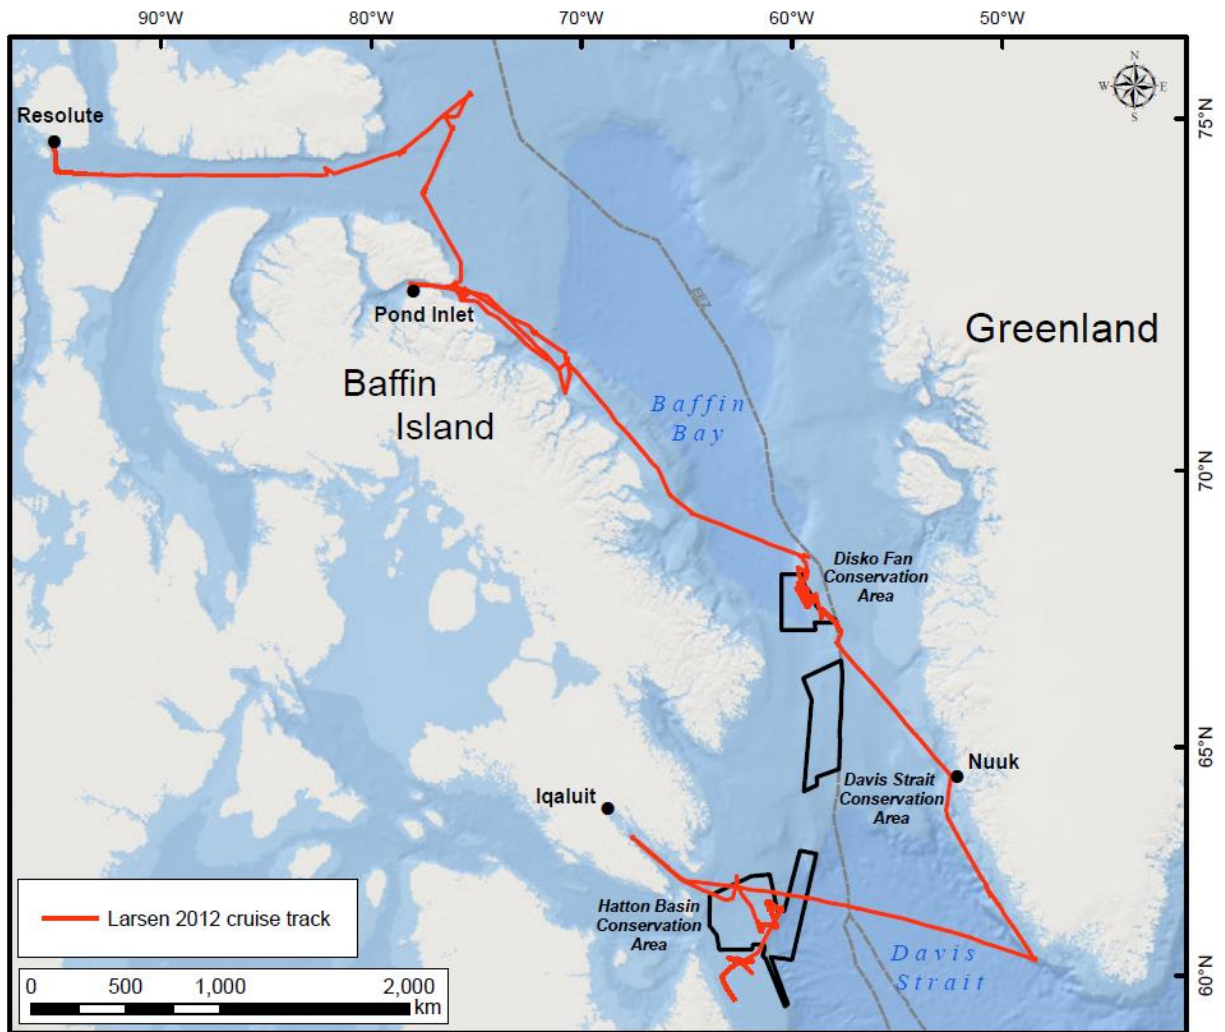 90°W 80°W 70°W 60°W 50°W
N
W E
S
75°N
Resolute
Pond Inlet
EEZ
Greenland
Baffin
Island
Baffin
Bay
70°N
Disko Fan
Conservation
Area
65°N
Nuuk
Davis Strait
Conservation
Area
Iqaluit
Hatton Basin
Conservation
Area
Davis
Strait
60°N
Larsen 2012 cruise track
0 500 1,000 2,000
km